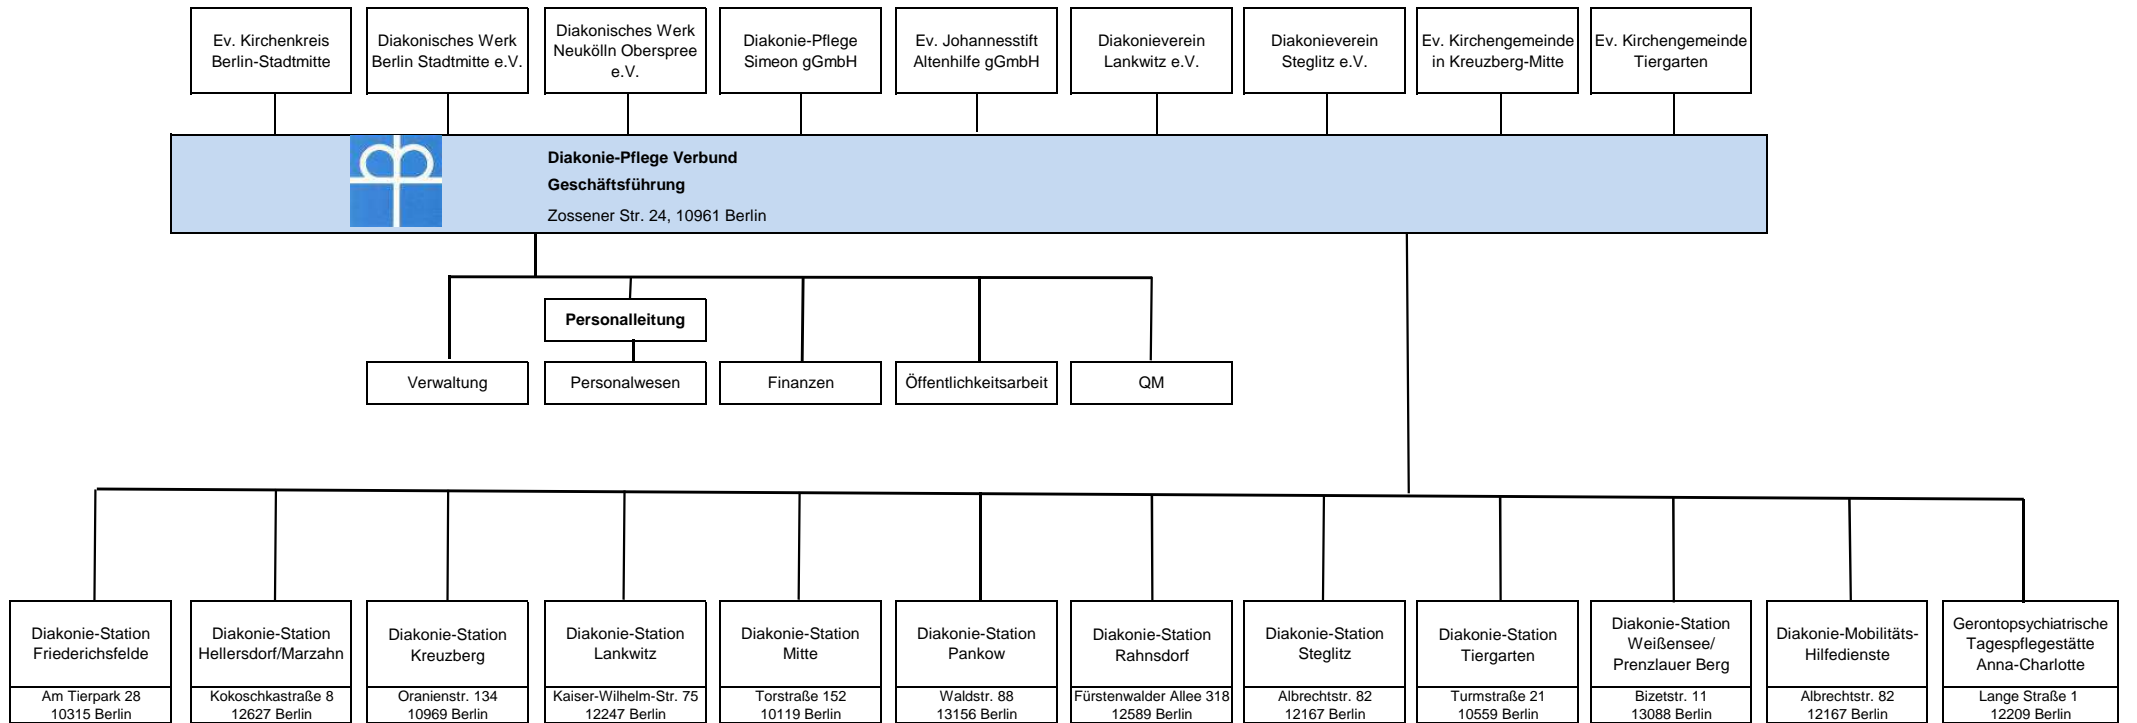 Ev. Kirchenkreis
Berlin-Stadtmitte
Diakonisches Werk
Berlin Stadtmitte e.V.
Diakonisches Werk
Neukölln Oberspree
e.V.
Diakonie-Pflege
Simeon gGmbH
Ev. Johannesstift
Altenhilfe gGmbH
Diakonieverein
Lankwitz e.V.
Diakonieverein
Steglitz e.V.
Ev. Kirchengemeinde
in Kreuzberg-Mitte
Ev. Kirchengemeinde
Tiergarten
Diakonie-Pflege Verbund
Geschäftsführung
Zossener Str. 24, 10961 Berlin
Personalleitung
Verwaltung
Personalwesen
Finanzen
Öffentlichkeitsarbeit
QM
Diakonie-Station
Friederichsfelde
Am Tierpark 28
10315 Berlin
Diakonie-Station
Hellersdorf/Marzahn
Kokoschkastraße 8
12627 Berlin
Diakonie-Station
Kreuzberg
Oranienstr. 134
10969 Berlin
Diakonie-Station
Lankwitz
Kaiser-Wilhelm-Str. 75
12247 Berlin
Diakonie-Station
Mitte
Torstraße 152
10119 Berlin
Diakonie-Station
Pankow
Waldstr. 88
13156 Berlin
Diakonie-Station
Rahnsdorf
Fürstenwalder Allee 318
12589 Berlin
Diakonie-Station
Steglitz
Albrechtstr. 82
12167 Berlin
Diakonie-Station
Tiergarten
Turmstraße 21
10559 Berlin
Diakonie-Station
Weißensee/
Prenzlauer Berg
Bizetstr. 11
13088 Berlin
Diakonie-Mobilitäts-
Hilfedienste
Albrechtstr. 82
12167 Berlin
Gerontopsychiatrische
Tagespflegestätte
Anna-Charlotte
Lange Straße 1
12209 Berlin